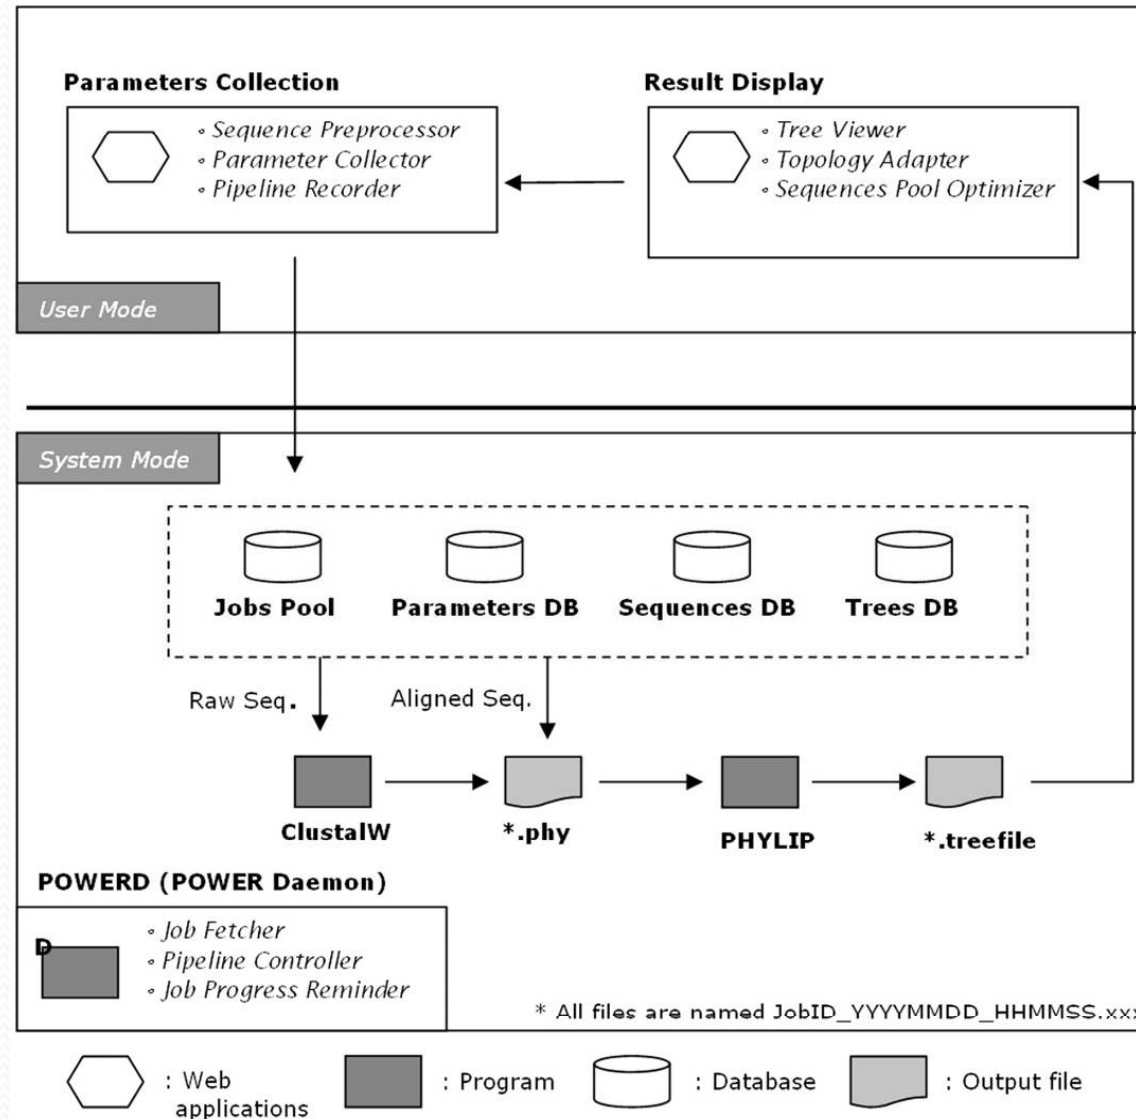 Parameters Collection
◦ Sequence Preprocessor
◦ Parameter Collector
◦ Pipeline Recorder
Result Display
◦ Tree Viewer
◦ Topology Adapter
◦ Sequences Pool Optimizer
User Mode
System Mode
Jobs Pool
Parameters DB
Sequences DB
Trees DB
Raw Seq.
Aligned Seq.
ClustalW
*.phy
PHYLIP
*.treefile
POWERD (POWER Daemon)
D
◦ Job Fetcher
◦ Pipeline Controller
◦ Job Progress Reminder
* All files are named JobID_YYYYMMDD_HHMMSS.xxx
: Web
applications
: Program
: Database
: Output file